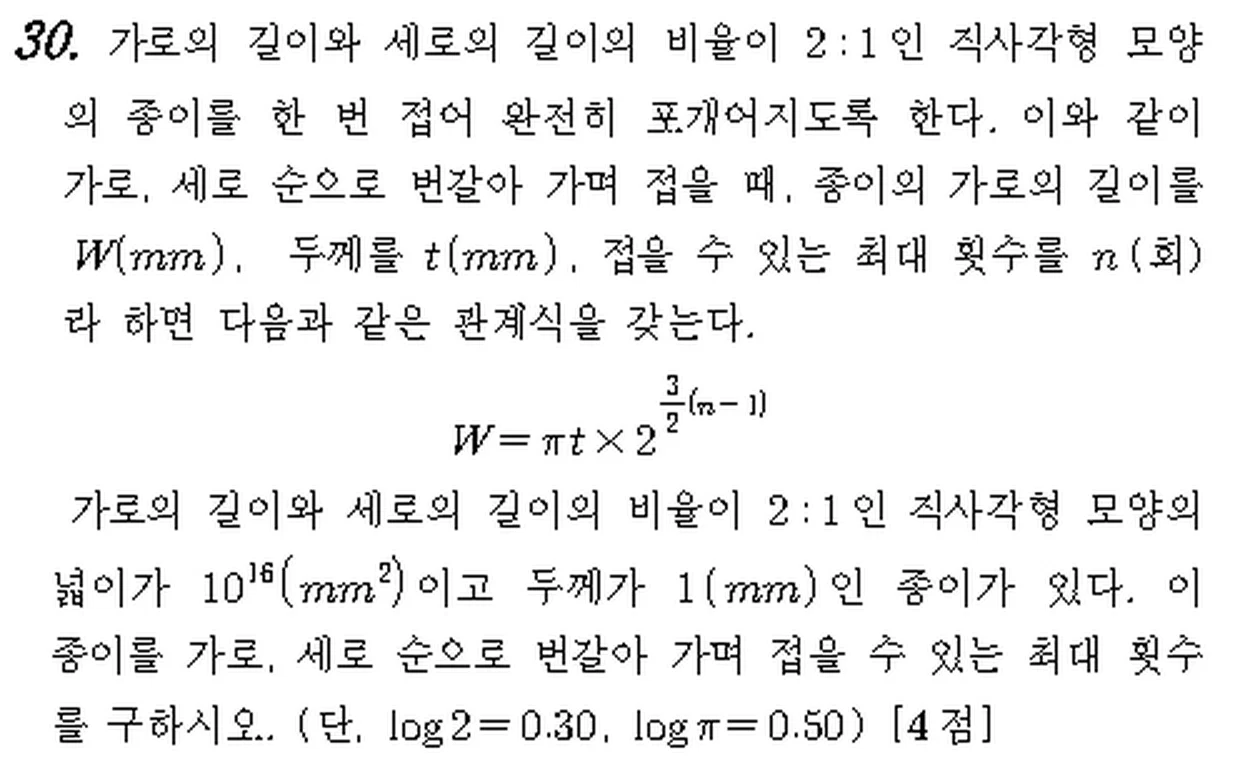 30. 가로의 길이와 세로의 길이의 비율이 2:1인 직사각형 모양
의 종이를 한 번 접어 완전히 포개어지도록 한다. 이와 같이
가로, 세로 순으로 번갈아 가며 접을 때, 종이의 가로의 길이를
W(mm), 두께를 t(mm), 접을 수 있는 최대 횟수를 n(회)
라 하면 다음과 같은 관계식을 갖는다.
W=πt×2^{\frac{3}{2}(n-1)}
가로의 길이와 세로의 길이의 비율이 2:1인 직사각형 모양의
넓이가 10^{16}(mm^2)이고 두께가 1(mm)인 종이가 있다. 이
종이를 가로, 세로 순으로 번갈아 가며 접을 수 있는 최대 횟수
를 구하시오. (단, log2=0.30, logπ=0.50) [4점]